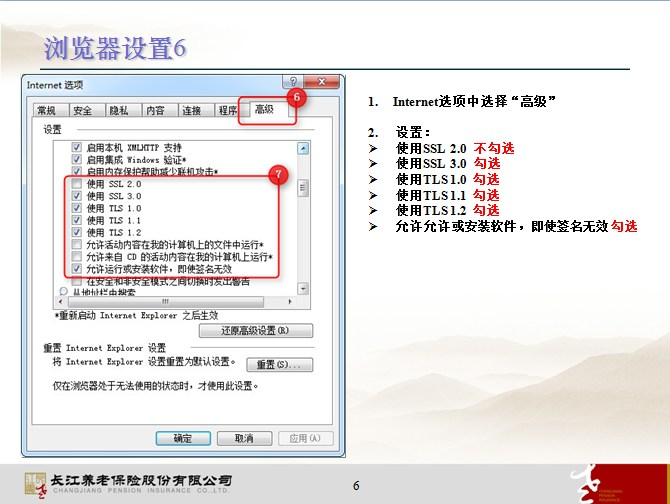 浏览器设置6
Internet 选项
?
X
6
常规
安全
隐私
内容
连接
程序
高级
设置
启用本机 XMLHTTP 支持
启用集成 Windows 验证*
启用内存保护帮助减少联机攻击*
7
使用 SSL 2.0
使用 SSL 3.0
使用 TLS 1.0
使用 TLS 1.1
使用 TLS 1.2
允许活动内容在我的计算机上的文件中运行*
允许来自 CD 的活动内容在我的计算机上运行*
允许运行或安装软件，即使签名无效
在安全和非安全模式之间切换时发出警告
从地址栏中搜索
*重新启动 Internet Explorer 之后生效
还原高级设置(R)
重置 Internet Explorer 设置
将 Internet Explorer 设置重置为默认设置。
重置(S)...
仅在浏览器处于无法使用的状态时，才使用此设置。
确定
取消
应用(A)
1. Internet选项中选择“高级”
2. 设置：
使用SSL 2.0 不勾选
使用SSL 3.0 勾选
使用TLS1.0 勾选
使用TLS1.1 勾选
使用TLS1.2 勾选
允许允许或安装软件，即使签名无效勾选
长江养老保险股份有限公司
CHANGJIANG PENSION INSURANCE CO.,LTD.
6